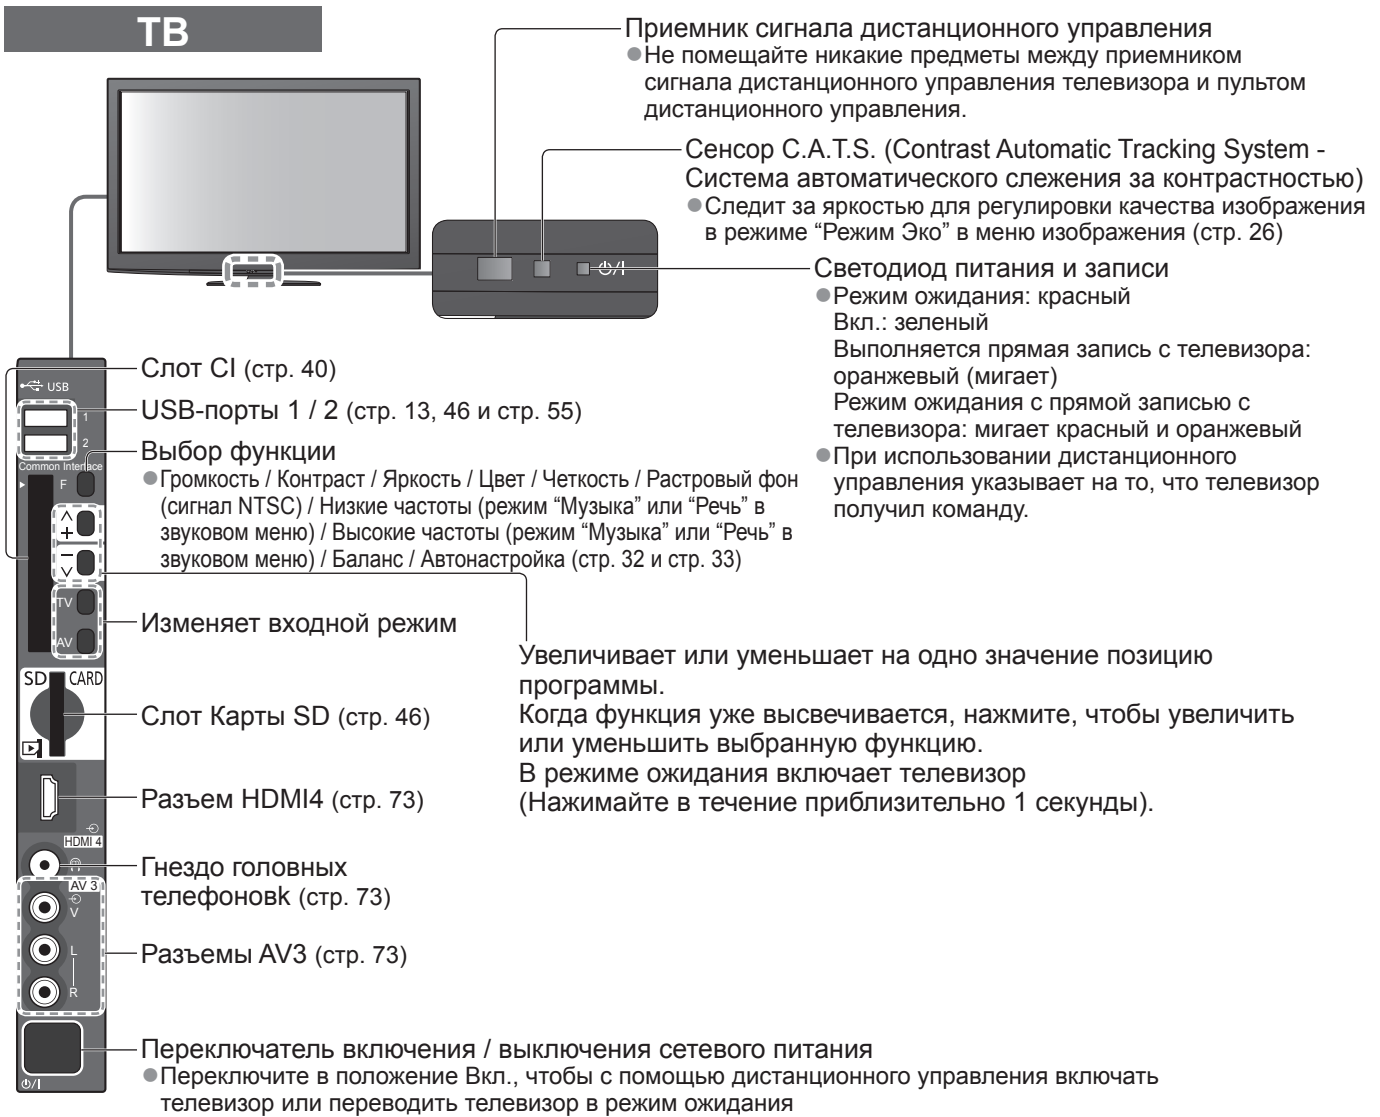 ТВ
Приемник сигнала дистанционного управления
●Не помещайте никакие предметы между приемником
сигнала дистанционного управления телевизора и пультом
дистанционного управления.
Сенсор C.A.T.S. (Contrast Automatic Tracking System -
Система автоматического слежения за контрастностью)
●Следит за яркостью для регулировки качества изображения
в режиме “Режим Эко” в меню изображения (стр. 26)
Светодиод питания и записи
●Режим ожидания: красный
Вкл.: зеленый
Выполняется прямая запись с телевизора:
оранжевый (мигает)
Режим ожидания с прямой записью с
телевизора: мигает красный и оранжевый
●При использовании дистанционного
управления указывает на то, что телевизор
получил команду.
⏻/I
Слот CI (стр. 40)
USB-порты 1 / 2 (стр. 13, 46 и стр. 55)
Выбор функции
●Громкость / Контраст / Яркость / Цвет / Четкость / Растровый фон
(сигнал NTSC) / Низкие частоты (режим “Музыка” или “Речь” в
звуковом меню) / Высокие частоты (режим “Музыка” или “Речь” в
звуковом меню) / Баланс / Автонастройка (стр. 32 и стр. 33)
Изменяет входной режим
Увеличивает или уменьшает на одно значение позицию
программы.
Когда функция уже высвечивается, нажмите, чтобы увеличить
или уменьшить выбранную функцию.
В режиме ожидания включает телевизор
(Нажимайте в течение приблизительно 1 секунды).
Слот Карты SD (стр. 46)
Разъем HDMI4 (стр. 73)
Гнездо головных
телефоновk (стр. 73)
Разъемы AV3 (стр. 73)
Переключатель включения / выключения сетевого питания
●Переключите в положение Вкл., чтобы с помощью дистанционного управления включать
телевизор или переводить телевизор в режим ожидания
USB
1
2
Common Interface
F
+
−
TV
AV
SD CARD
HDMI 4
AV 3
V
L
R
⏻/I